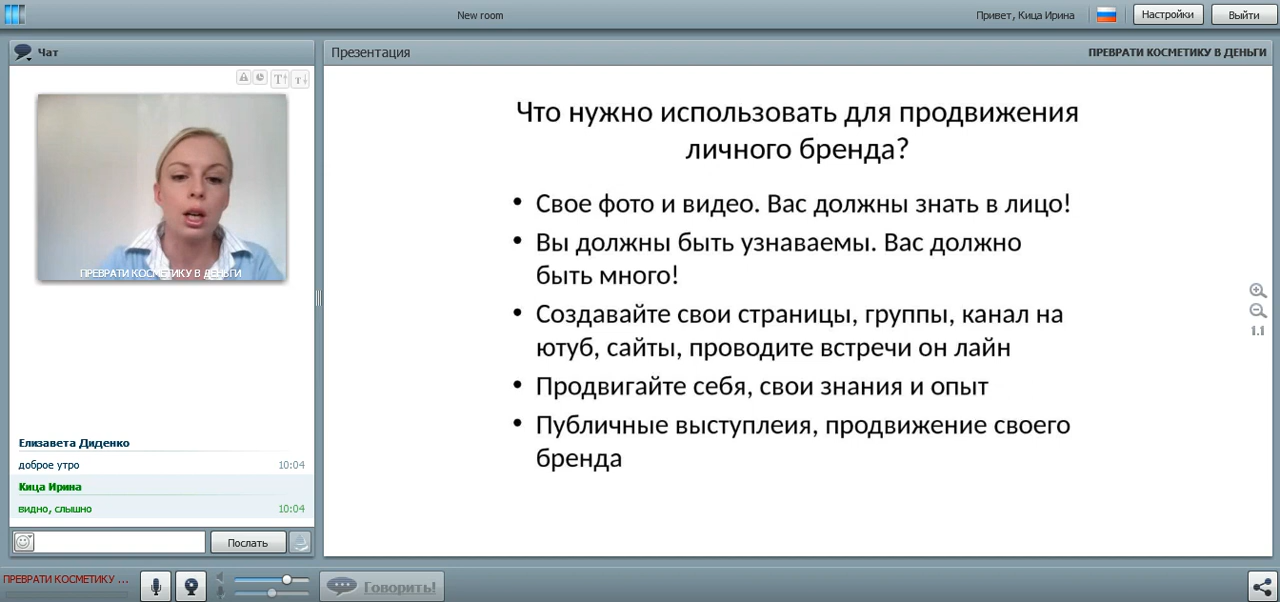 New room
Привет, Кица Ирина
Настройки
Выйти
Чат
Презентация
ПРЕВРАТИ КОСМЕТИКУ В ДЕНЬГИ
ПРЕВРАТИ КОСМЕТИКУ В ДЕНЬГИ
Что нужно использовать для продвижения
личного бренда?
• Свое фото и видео. Вас должны знать в лицо!
• Вы должны быть узнаваемы. Вас должно
быть много!
• Создавайте свои страницы, группы, канал на
ютуб, сайты, проводите встречи он лайн
• Продвигайте себя, свои знания и опыт
• Публичные выступлеия, продвижение своего
бренда
1.1
Елизавета Диденко
доброе утро 10:04
Кица Ирина
видно, слышно 10:04
Послать
ПРЕВРАТИ КОСМЕТИКУ ...
Говорить!